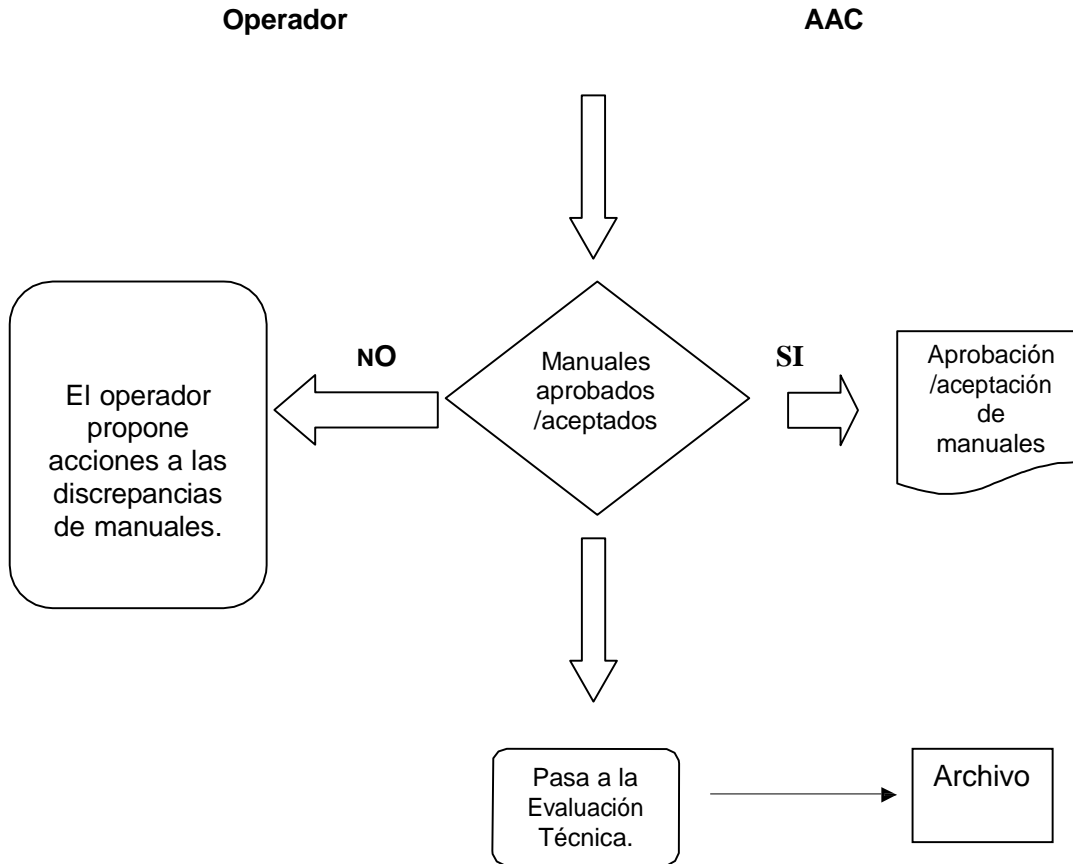 Operador
AAC
NO
El operador
propone
acciones a las
discrepancias
de manuales.
Manuales
aprobados
/aceptados
SI
Aprobación
/aceptación
de
manuales
Pasa a la
Evaluación
Técnica.
Archivo